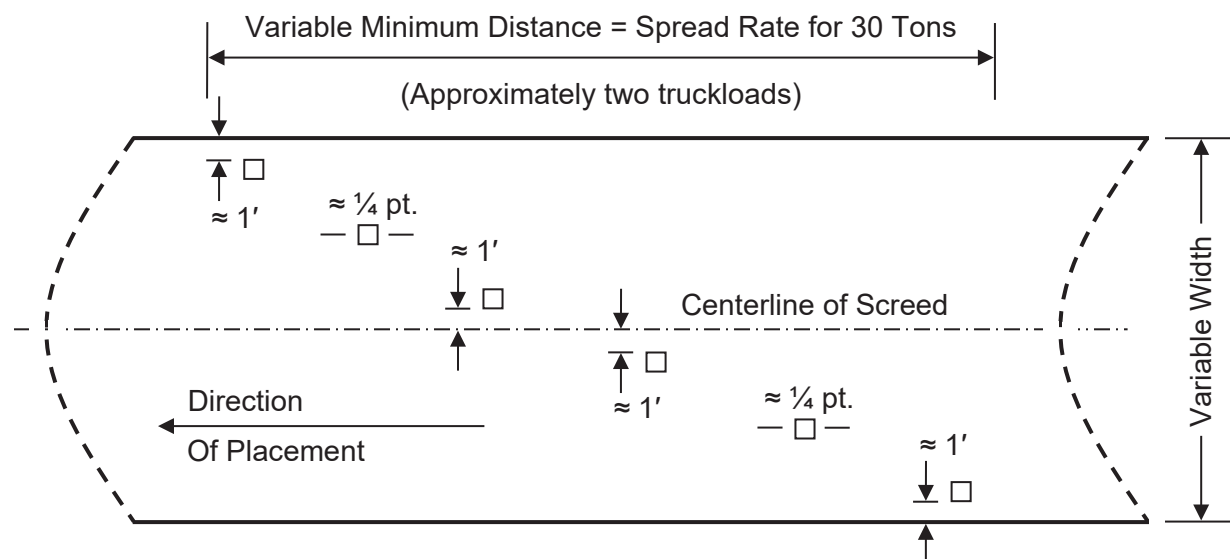 Variable Minimum Distance = Spread Rate for 30 Tons
(Approximately two truckloads)
≈ 1′
≈ ¼ pt.
≈ 1′
Centerline of Screed
Variable Width
≈ 1′
≈ ¼ pt.
Direction
Of Placement
≈ 1′